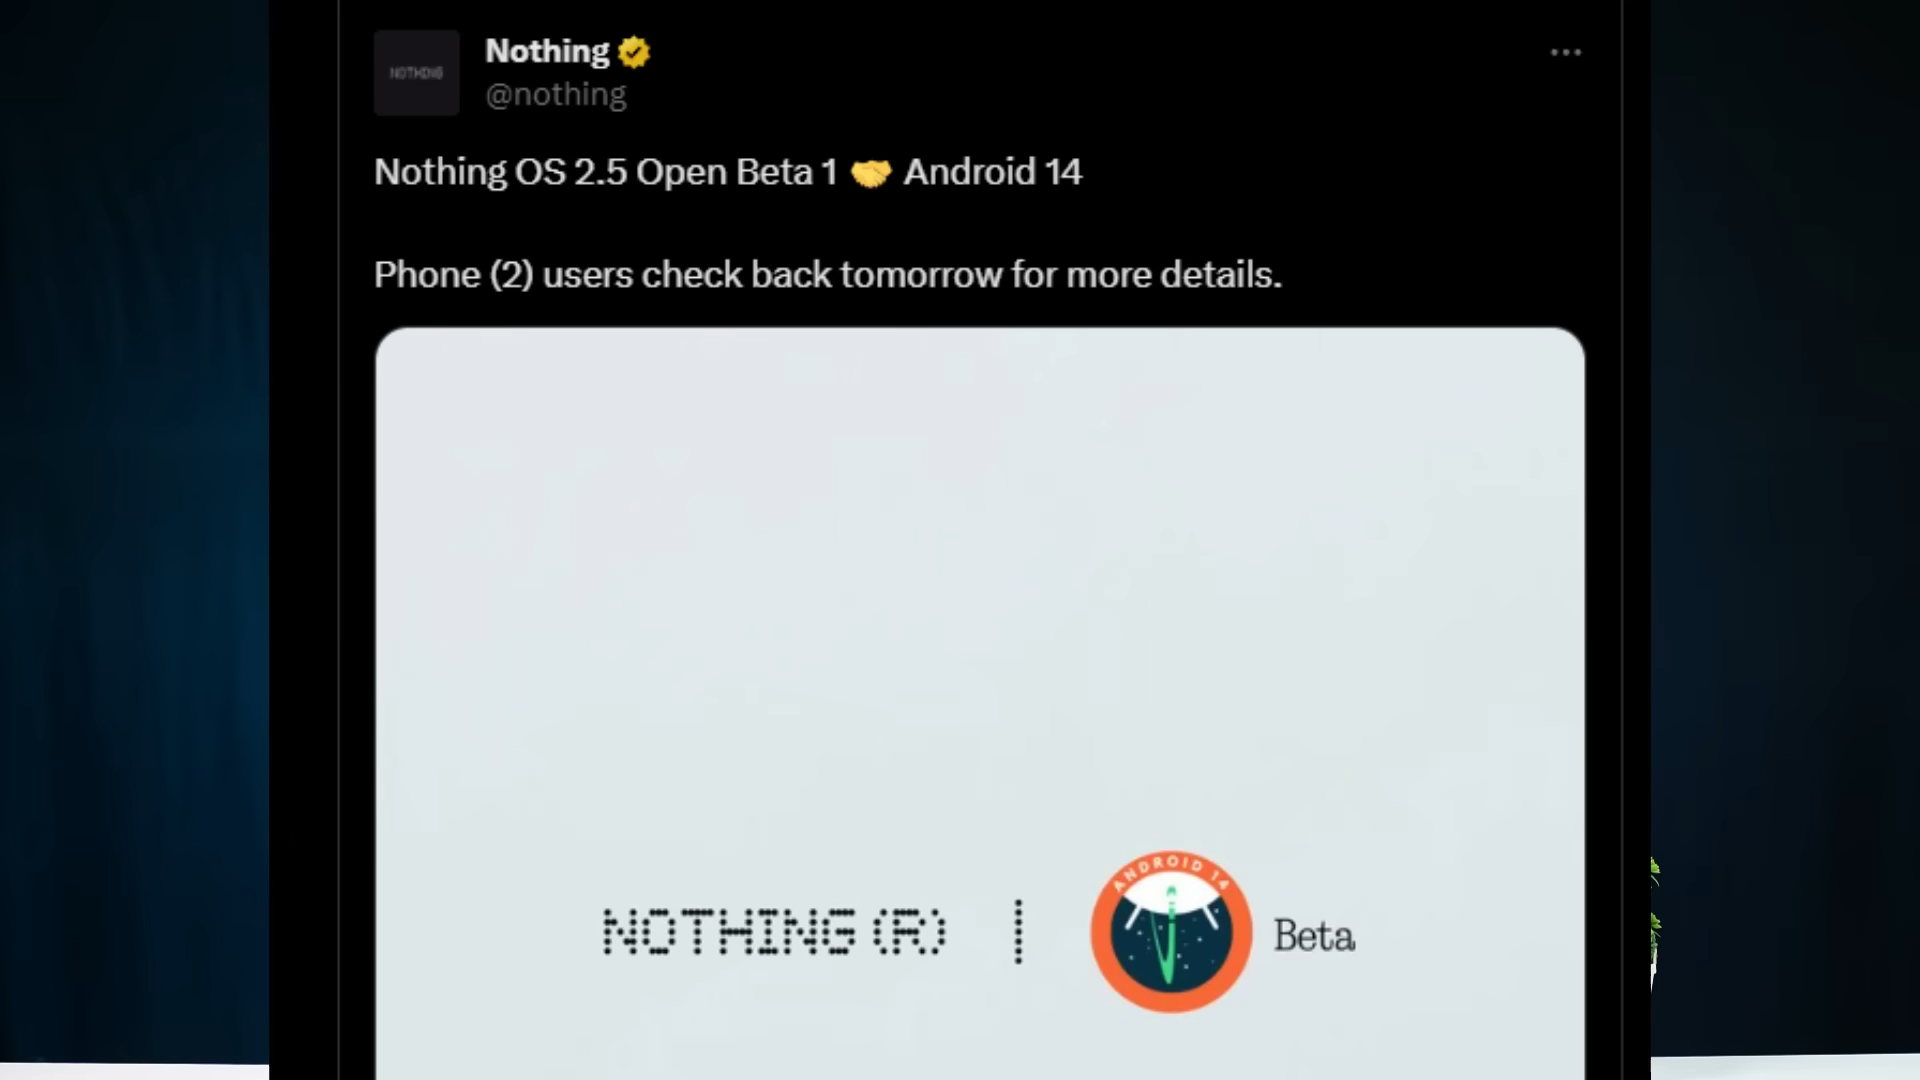 NOTHING
Nothing
@nothing
Nothing OS 2.5 Open Beta 1 🤝 Android 14
Phone (2) users check back tomorrow for more details.
ANDROID 14
NOTHING (R) | Beta